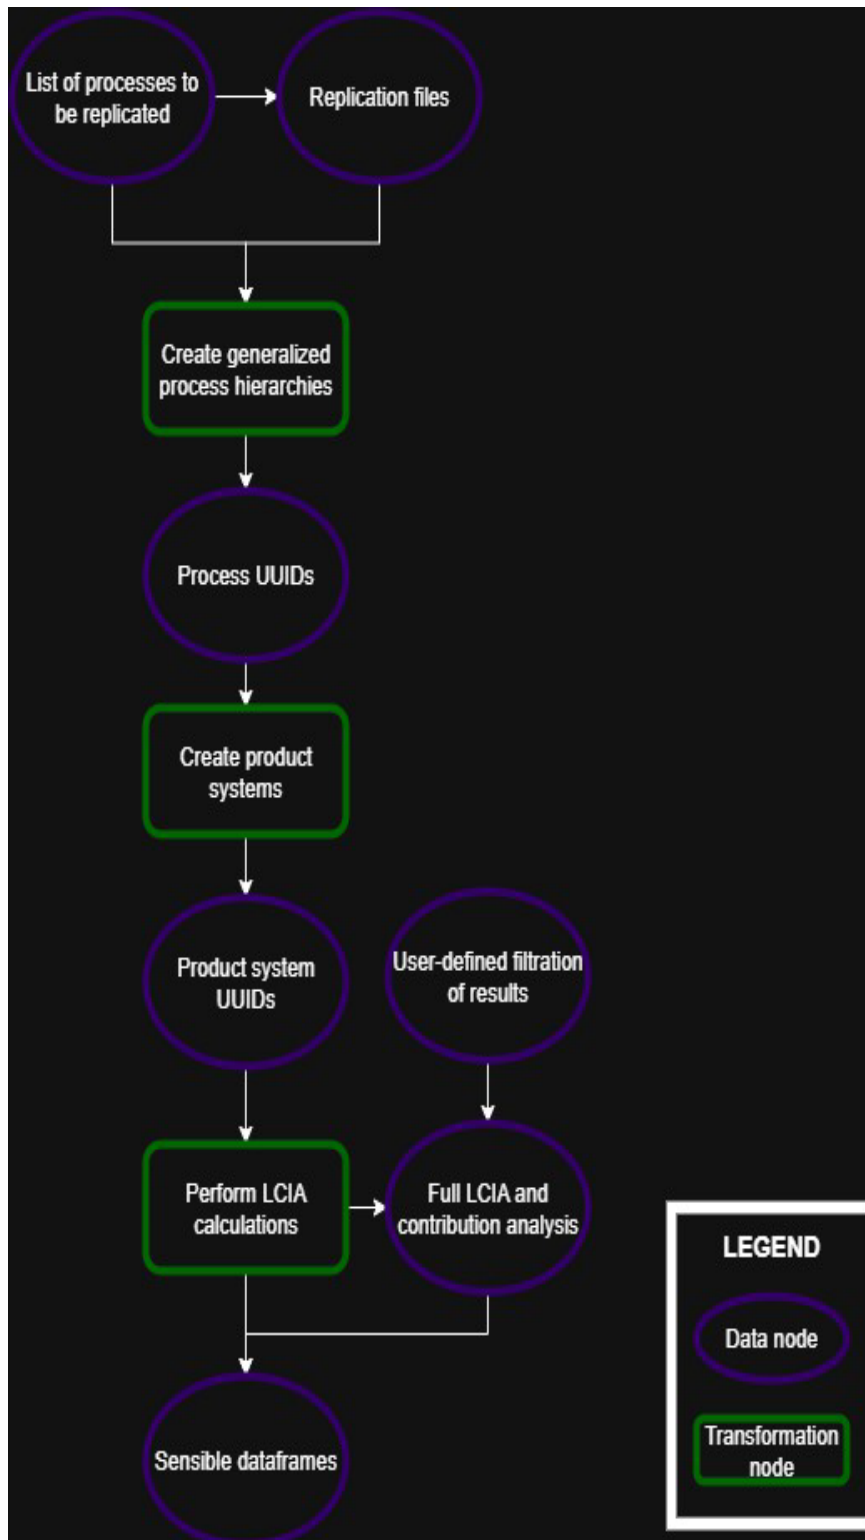 List of processes to
be replicated
Replication files
Create generalized
process hierarchies
Process UUIDs
Create product
systems
Product system
UUIDs
User-defined filtration
of results
Perform LCIA
calculations
Full LCIA and
contribution analysis
Sensible dataframes
LEGEND
Data node
Transformation
node